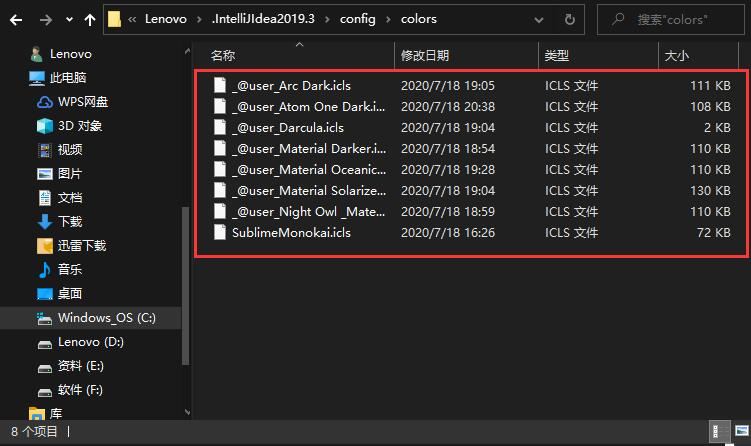 « Lenovo › .IntelliJIdea2019.3 › config › colors
搜索"colors"
名称 修改日期 类型 大小
Lenovo
此电脑
WPS网盘
3D 对象
视频
图片
文档
下载
迅雷下载
音乐
桌面
Windows_OS (C:)
Lenovo (D:)
资料 (E:)
软件 (F:)
库
_@user_Arc Dark.icls 2020/7/18 19:05 ICLS 文件 111 KB
_@user_Atom One Dark.i... 2020/7/18 20:38 ICLS 文件 108 KB
_@user_Darcula.icls 2020/7/18 19:04 ICLS 文件 2 KB
_@user_Material Darker.i... 2020/7/18 18:54 ICLS 文件 110 KB
_@user_Material Oceanic... 2020/7/18 19:28 ICLS 文件 110 KB
_@user_Material Solarize... 2020/7/18 19:04 ICLS 文件 130 KB
_@user_Night Owl _Mate... 2020/7/18 18:59 ICLS 文件 110 KB
SublimeMonokai.icls 2020/7/18 16:26 ICLS 文件 72 KB
8 个项目